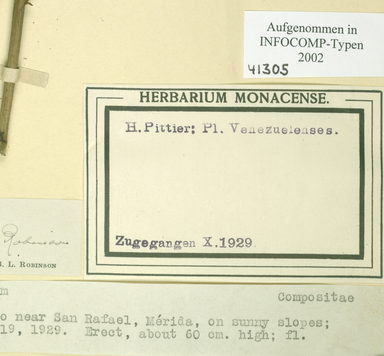 Aufgenommen in
INFOCOMP-Typen
2002
41305
HERBARIUM MONACENSE.
H.Pittier: Pl. Venezuelenses.
Zugegangen X.1929
Robinson
L. ROBINSON
Compositae
near San Rafael, Mérida, on sunny slopes;
19, 1929. Erect, about 60 cm. high; fl.